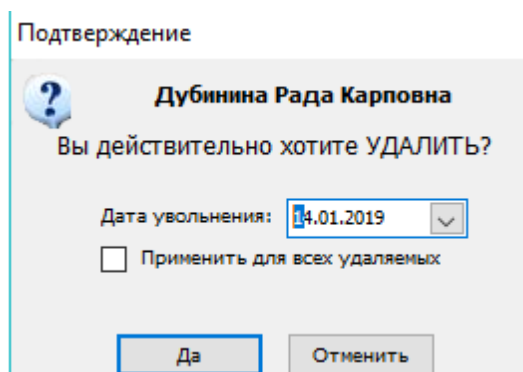 Подтверждение
Дубинина Рада Карповна
Вы действительно хотите УДАЛИТЬ?
Дата увольнения: 14.01.2019
Применить для всех удаляемых
Да Отменить